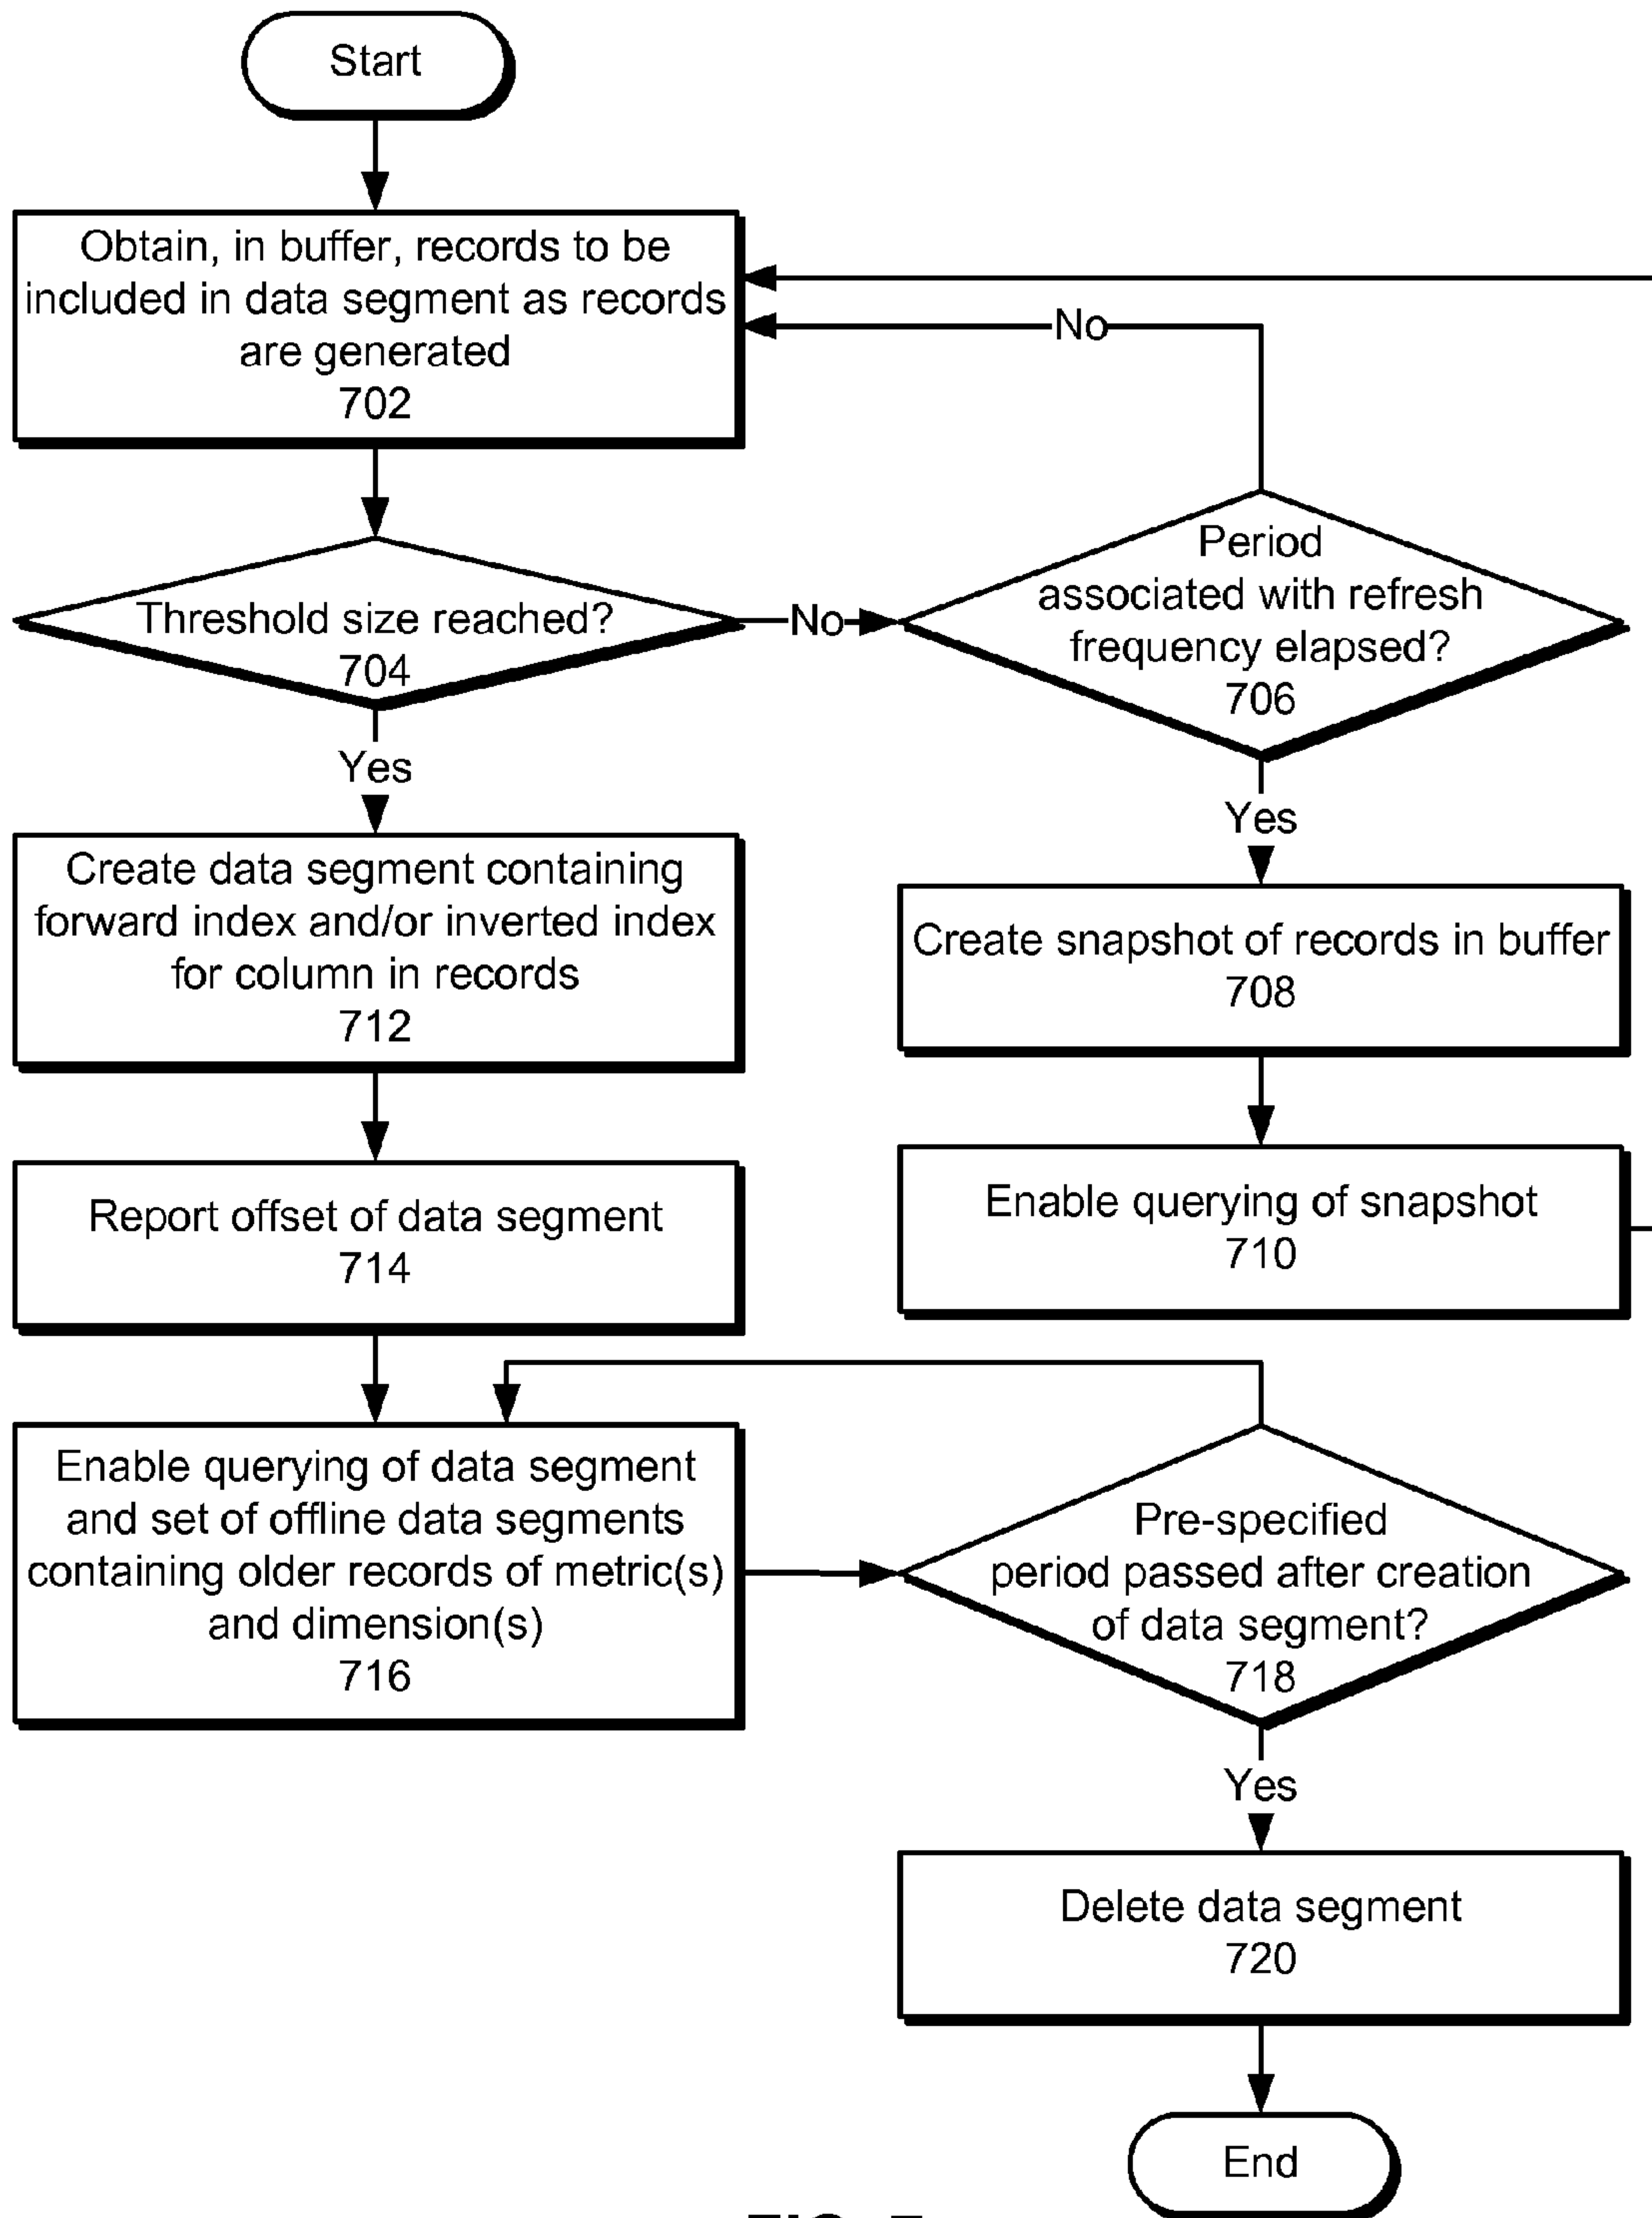 Start
Obtain, in buffer, records to be
included in data segment as records
are generated
702
No
Threshold size reached?
704
No
Period
associated with refresh
frequency elapsed?
706
Yes
Yes
Create data segment containing
forward index and/or inverted index
for column in records
712
Create snapshot of records in buffer
708
Report offset of data segment
714
Enable querying of snapshot
710
Enable querying of data segment
and set of offline data segments
containing older records of metric(s)
and dimension(s)
716
Pre-specified
period passed after creation
of data segment?
718
Yes
Delete data segment
720
End